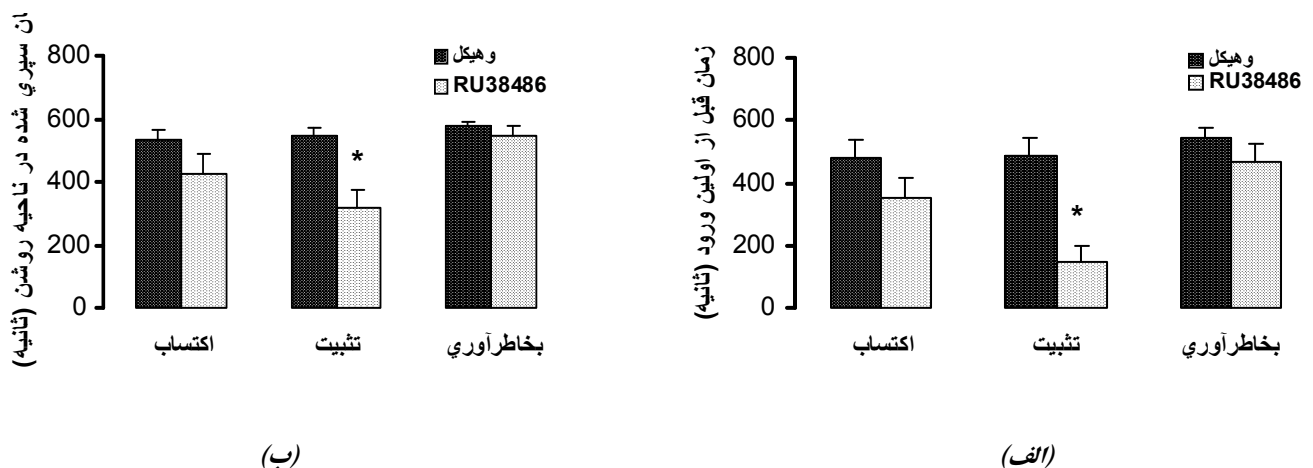 زمان قبل از اولين ورود (ثانيه)
800
600
400
200
0
وهيكل
RU38486
*
اكتساب
تثبيت
بخاطرآوري
(الف)
ان سپري شده در ناحيه روشن (ثانيه)
800
600
400
200
0
وهيكل
RU38486
*
اكتساب
تثبيت
بخاطرآوري
(ب)